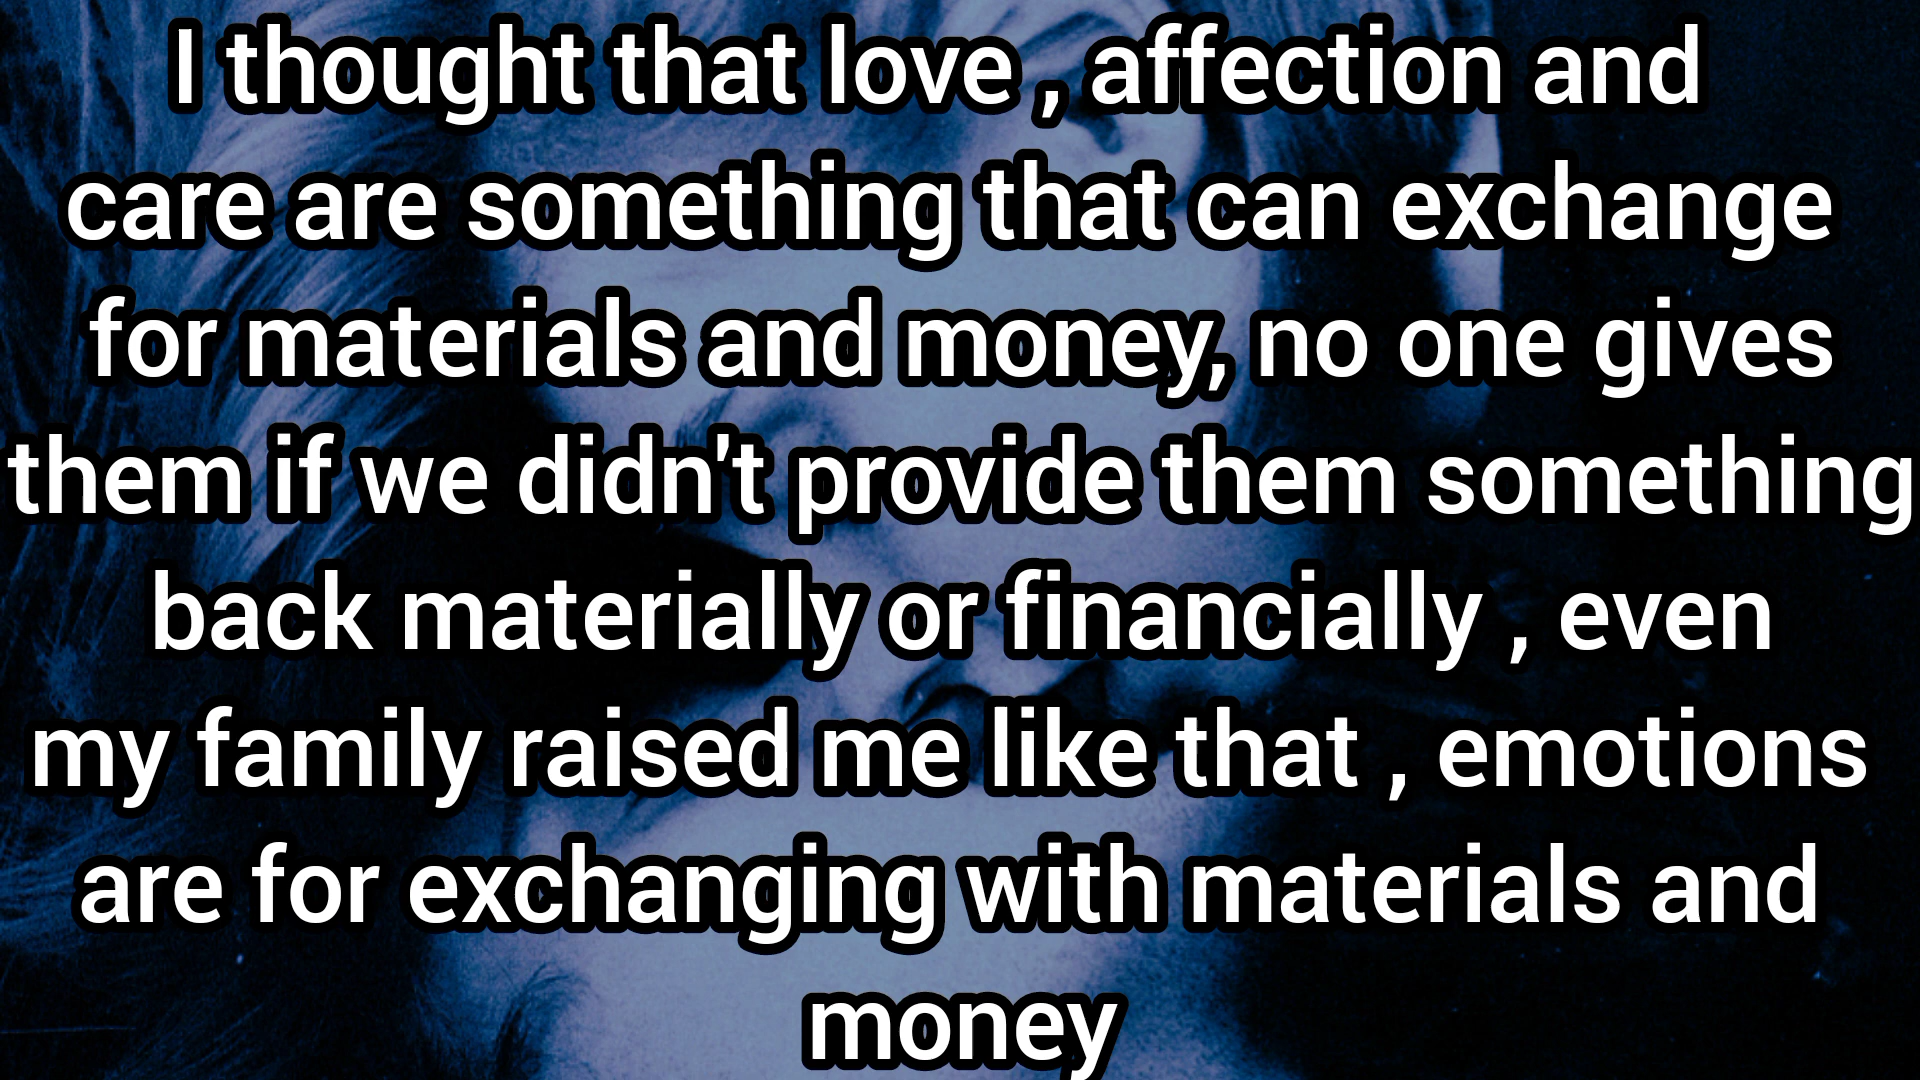 I thought that love , affection and
care are something that can exchange
for materials and money, no one gives
them if we didn't provide them something
back materially or financially , even
my family raised me like that , emotions
are for exchanging with materials and
money